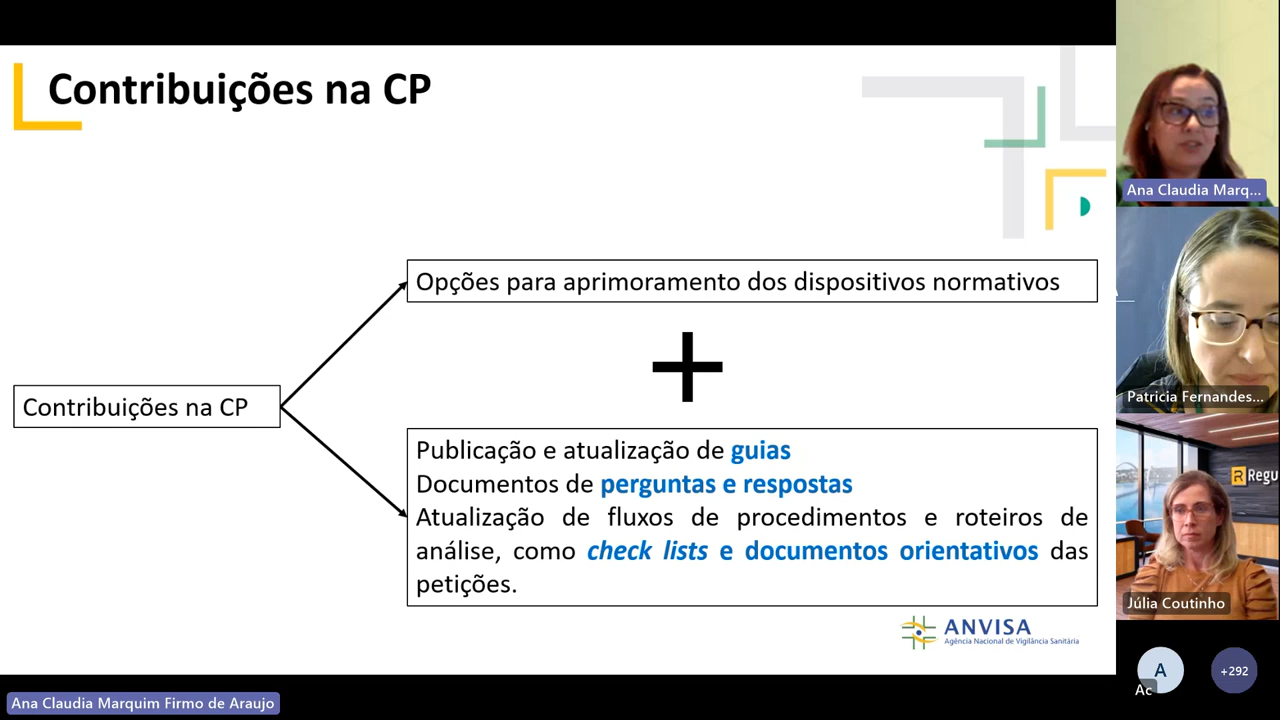 Contribuições na CP
Contribuições na CP
Opções para aprimoramento dos dispositivos normativos
Publicação e atualização de guias
Documentos de perguntas e respostas
Atualização de fluxos de procedimentos e roteiros de
análise, como check lists e documentos orientativos das
petições.
ANVISA
Agência Nacional de Vigilância Sanitária
Ana Claudia Marq...
Patricia Fernandes...
Regu
Júlia Coutinho
A
Ac
+292
Ana Claudia Marquim Firmo de Araujo